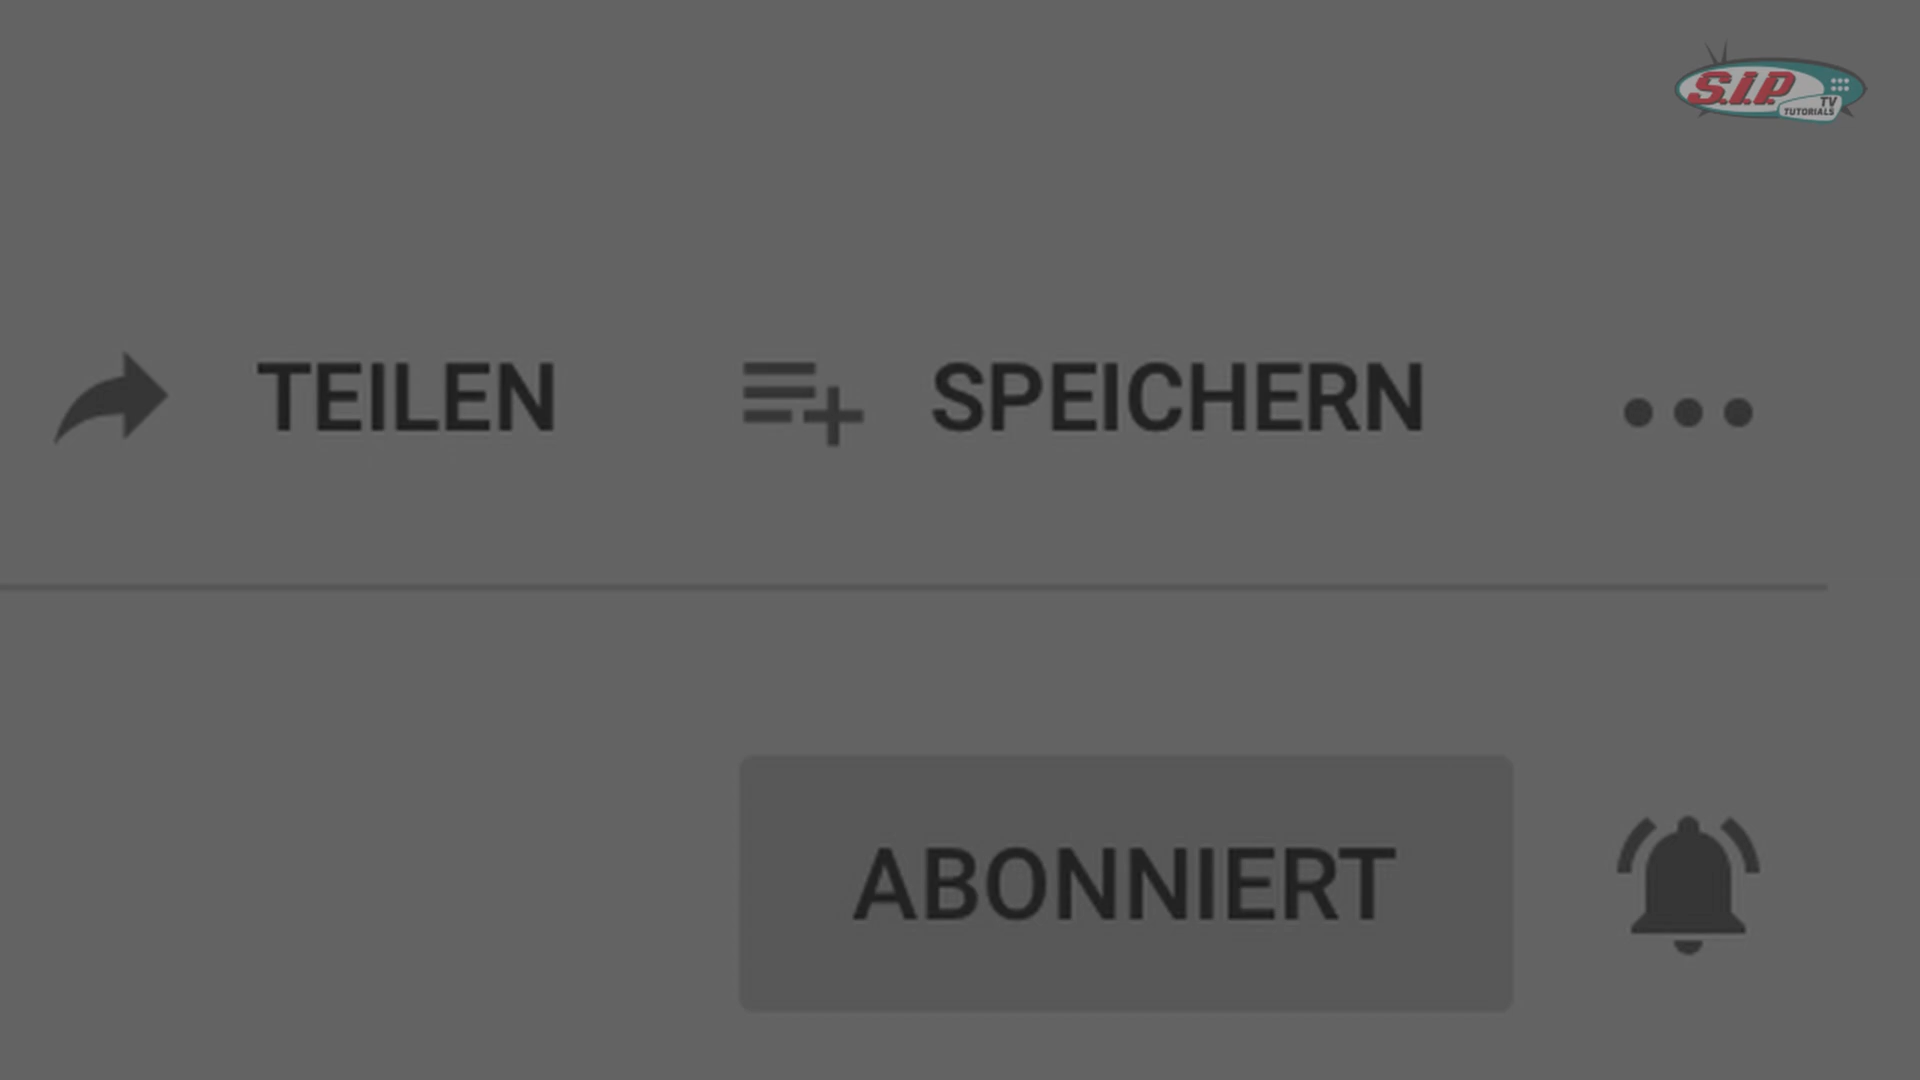 S.I.P.
TV
TUTORIALS
TEILEN
SPEICHERN
ABONNIERT